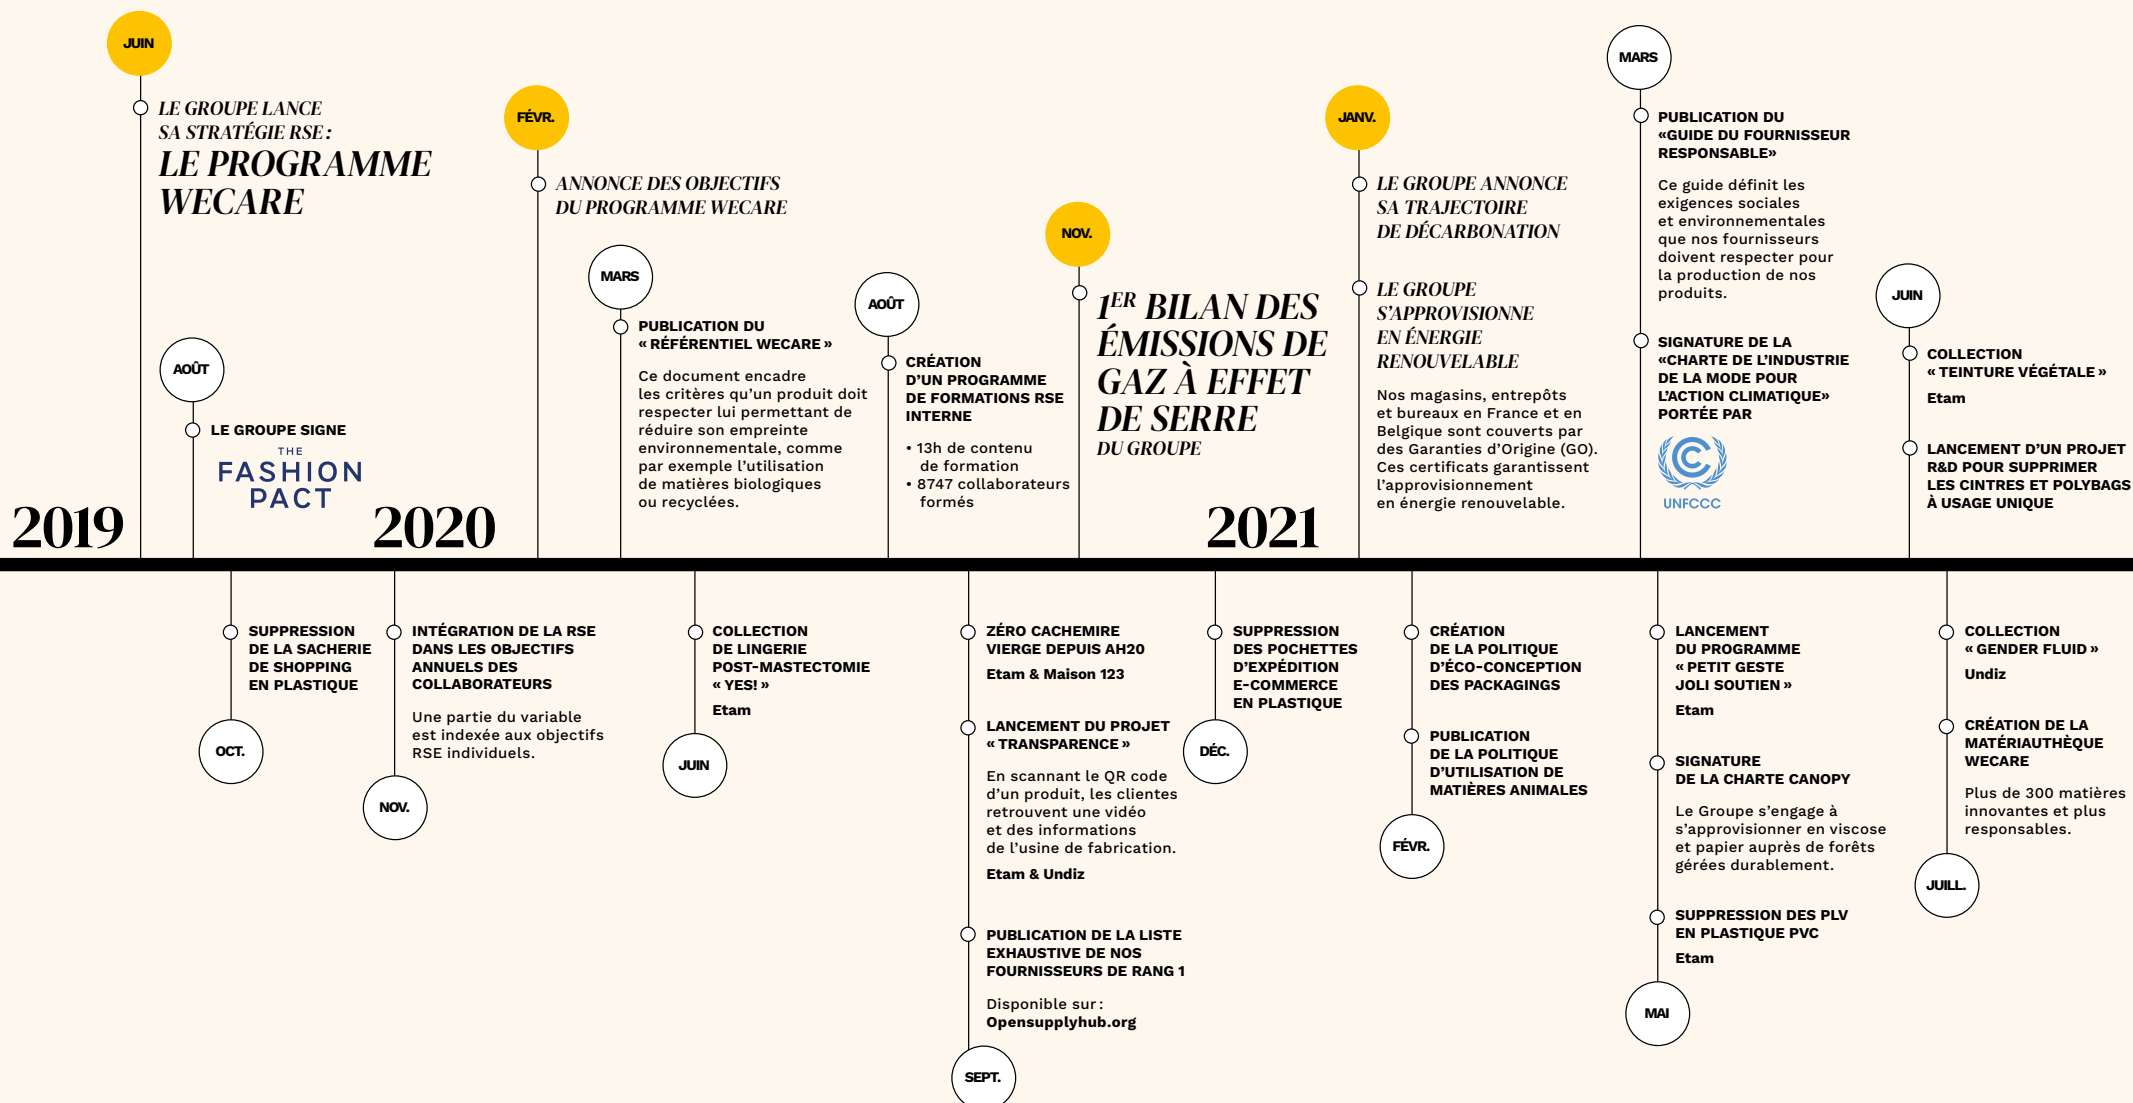 JUIN
LE GROUPE LANCE
SA STRATÉGIE RSE :
LE PROGRAMME
WECARE
AOÛT
LE GROUPE SIGNE
THE
FASHION
PACT
2019
2020
FÉVR.
ANNONCE DES OBJECTIFS
DU PROGRAMME WECARE
MARS
PUBLICATION DU
« RÉFÉRENTIEL WECARE »
Ce document encadre
les critères qu’un produit doit
respecter lui permettant de
réduire son empreinte
environnementale, comme
par exemple l’utilisation
de matières biologiques
ou recyclées.
AOÛT
CRÉATION
D’UN PROGRAMME
DE FORMATIONS RSE
INTERNE
• 13h de contenu
de formation
• 8747 collaborateurs
formés
NOV.
1ER BILAN DES
ÉMISSIONS DE
GAZ À EFFET
DE SERRE
DU GROUPE
2021
JANV.
LE GROUPE ANNONCE
SA TRAJECTOIRE
DE DÉCARBONATION
LE GROUPE
S’APPROVISIONNE
EN ÉNERGIE
RENOUVELABLE
Nos magasins, entrepôts
et bureaux en France et en
Belgique sont couverts par
des Garanties d’Origine (GO).
Ces certificats garantissent
l’approvisionnement
en énergie renouvelable.
MARS
PUBLICATION DU
«GUIDE DU FOURNISSEUR
RESPONSABLE»
Ce guide définit les
exigences sociales
et environnementales
que nos fournisseurs
doivent respecter pour
la production de nos
produits.
SIGNATURE DE LA
«CHARTE DE L’INDUSTRIE
DE LA MODE POUR
L’ACTION CLIMATIQUE»
PORTÉE PAR
UNFCCC
JUIN
COLLECTION
« TEINTURE VÉGÉTALE »
Etam
LANCEMENT D’UN PROJET
R&D POUR SUPPRIMER
LES CINTRES ET POLYBAGS
À USAGE UNIQUE
SUPPRESSION
DE LA SACHERIE
DE SHOPPING
EN PLASTIQUE
OCT.
INTÉGRATION DE LA RSE
DANS LES OBJECTIFS
ANNUELS DES
COLLABORATEURS
Une partie du variable
est indexée aux objectifs
RSE individuels.
NOV.
COLLECTION
DE LINGERIE
POST-MASTECTOMIE
« YES! »
Etam
JUIN
ZÉRO CACHEMIRE
VIERGE DEPUIS AH20
Etam & Maison 123
LANCEMENT DU PROJET
« TRANSPARENCE »
En scannant le QR code
d’un produit, les clientes
retrouvent une vidéo
et des informations
de l’usine de fabrication.
Etam & Undiz
PUBLICATION DE LA LISTE
EXHAUSTIVE DE NOS
FOURNISSEURS DE RANG 1
Disponible sur :
Opensupplyhub.org
SEPT.
SUPPRESSION
DES POCHETTES
D’EXPÉDITION
E-COMMERCE
EN PLASTIQUE
DÉC.
CRÉATION
DE LA POLITIQUE
D’ÉCO-CONCEPTION
DES PACKAGINGS
PUBLICATION
DE LA POLITIQUE
D’UTILISATION DE
MATIÈRES ANIMALES
FÉVR.
LANCEMENT
DU PROGRAMME
« PETIT GESTE
JOLI SOUTIEN »
Etam
SIGNATURE
DE LA CHARTE CANOPY
Le Groupe s’engage à
s’approvisionner en viscose
et papier auprès de forêts
gérées durablement.
SUPPRESSION DES PLV
EN PLASTIQUE PVC
Etam
MAI
COLLECTION
« GENDER FLUID »
Undiz
CRÉATION DE LA
MATÉRIAUTHÈQUE
WECARE
Plus de 300 matières
innovantes et plus
responsables.
JUILL.